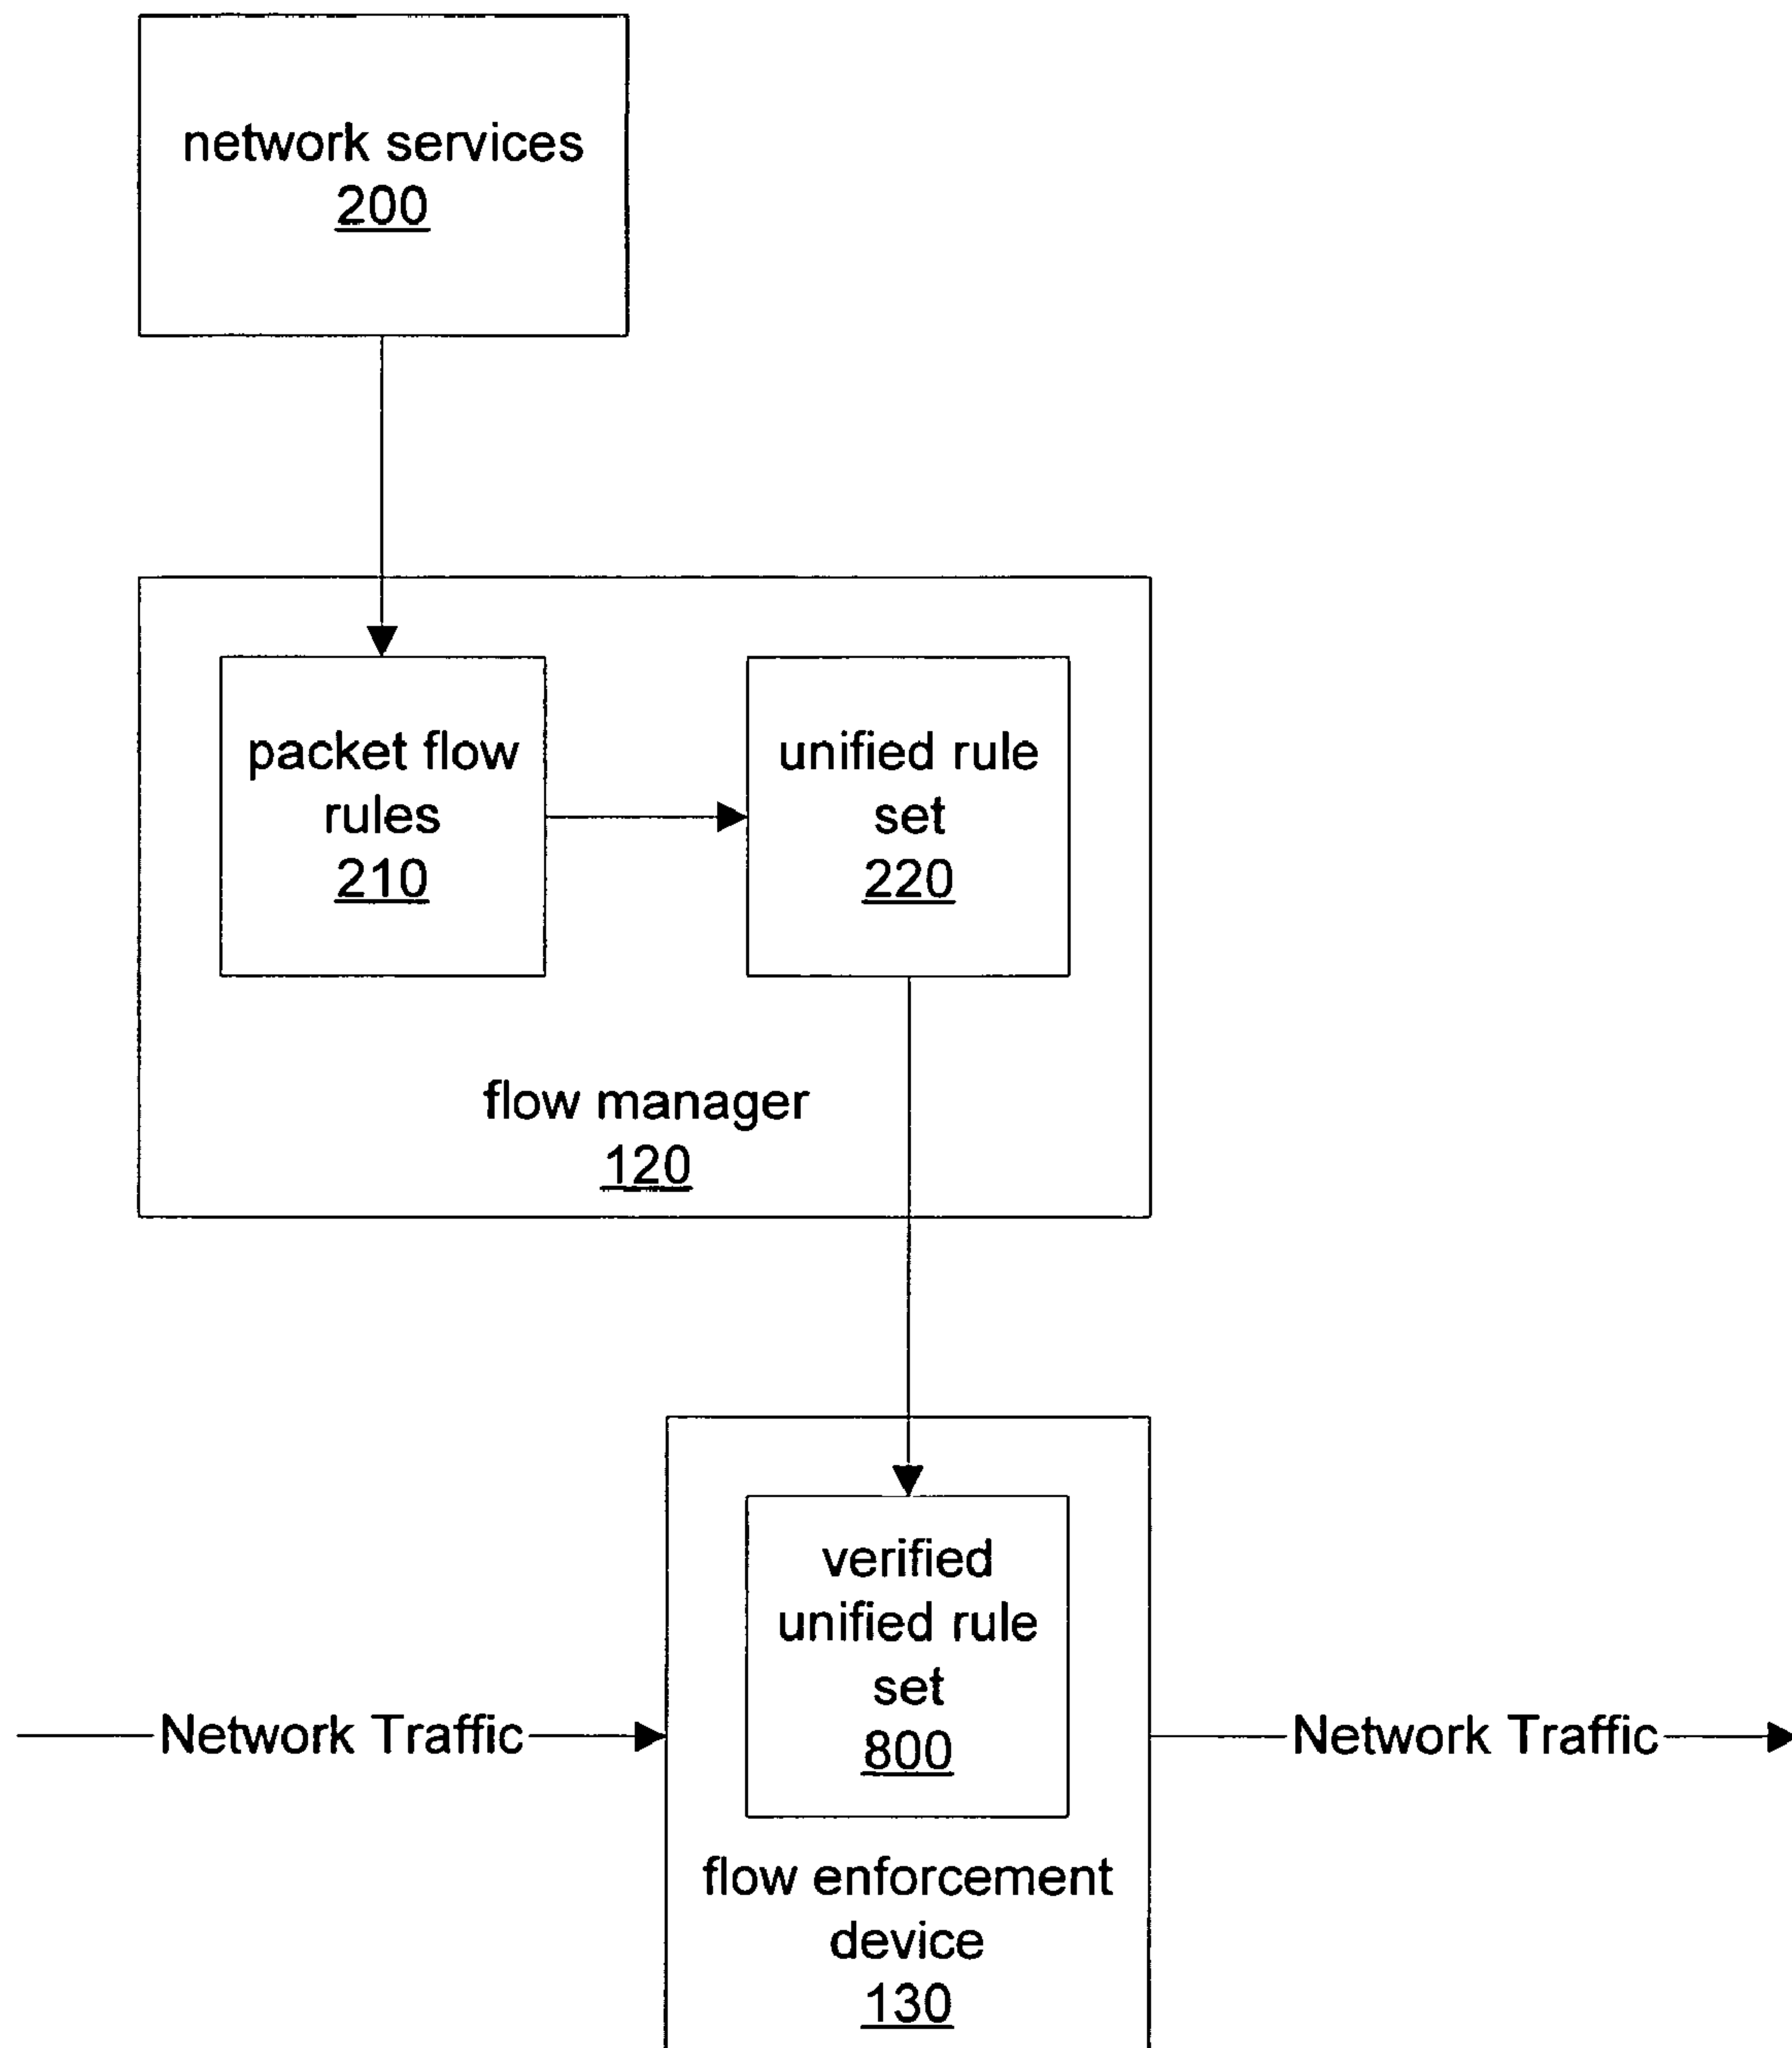 network services
200
packet flow
rules
210
unified rule
set
220
flow manager
120
verified
unified rule
set
800
Network Traffic
Network Traffic
flow enforcement
device
130